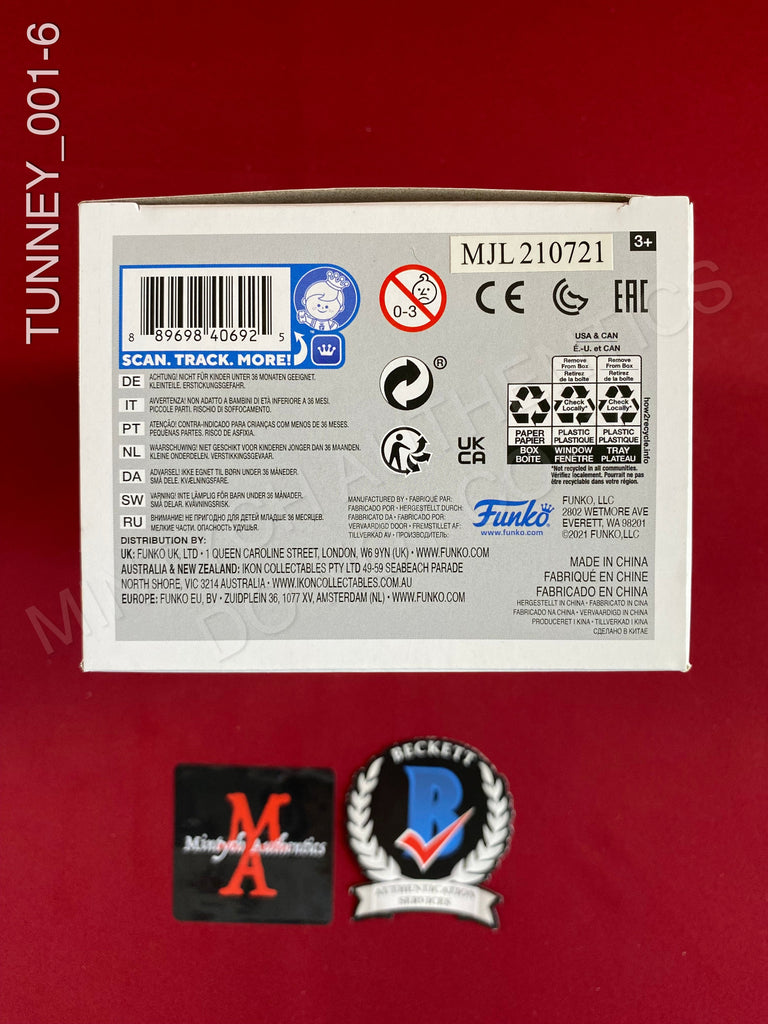 TUNNEY_001-6
MJL 210721
3+
8 89698 40692 5
SCAN. TRACK. MORE!
0-3
CE
EAC
®
UK
CA
USA & CAN
É.-U. et CAN
Remove From Box
Retirez de la boîte
Remove From Box
Retirez de la boîte
Check Locally*
Check Locally*
PAPER
PAPIER
BOX
BOÎTE
PLASTIC
PLASTIQUE
WINDOW
FENÊTRE
PLASTIC
PLASTIQUE
TRAY
PLATEAU
how2recycle.info
*Not recycled in all communities.
Vérifiez localement. Pourrait ne pas
être recyclable dans votre région.
DE ACHTUNG! NICHT FÜR KINDER UNTER 36 MONATEN GEEIGNET.
KLEINTEILE. ERSTICKUNGSGEFAHR.
IT AVVERTENZA! NON ADATTO A BAMBINI DI ETÀ INFERIORE A 36 MESI.
PICCOLE PARTI. RISCHIO DI SOFFOCAMENTO.
PT ATENÇÃO! CONTRA-INDICADO PARA CRIANÇAS COM MENOS DE 36 MESES.
PEQUENAS PARTES. RISCO DE ASFIXIA.
NL WAARSCHUWING! NIET GESCHIKT VOOR KINDEREN JONGER DAN 36 MAANDEN.
KLEINE ONDERDELEN. VERSTIKKINGSGEVAAR.
DA ADVARSEL! IKKE EGNET TIL BØRN UNDER 36 MÅNEDER.
SMÅ DELE. KVÆLNINGSFARE.
SW VARNING! INTE LÄMPLIG FÖR BARN UNDER 36 MÅNADER.
SMÅ DELAR. KVÄVNINGSRISK.
RU ВНИМАНИЕ! НЕ ПРИГОДНО ДЛЯ ДЕТЕЙ МЛАДШЕ 36 МЕСЯЦЕВ.
МЕЛКИЕ ЧАСТИ. ОПАСНОСТЬ УДУШЬЯ.
MANUFACTURED BY • FABRIQUÉ PAR:
FABRICADO POR • HERGESTELLT DURCH:
FABBRICATO DA • FABRICADO POR:
VERVAARDIGD DOOR • FREMSTILLET AF:
TILLVERKAD AV • ПРОИЗВОДИТЕЛЬ:
Funko
www.funko.com
FUNKO, LLC
2802 WETMORE AVE
EVERETT, WA 98201
©2021 FUNKO, LLC.
DISTRIBUTION BY:
UK: FUNKO UK, LTD • 1 QUEEN CAROLINE STREET, LONDON, W6 9YN (UK) • WWW.FUNKO.COM
AUSTRALIA & NEW ZEALAND: IKON COLLECTABLES PTY LTD 49-59 SEABEACH PARADE
NORTH SHORE, VIC 3214 AUSTRALIA • WWW.IKONCOLLECTABLES.COM.AU
EUROPE: FUNKO EU, BV • ZUIDPLEIN 36, 1077 XV, AMSTERDAM (NL) • WWW.FUNKO.COM
MADE IN CHINA
FABRIQUÉ EN CHINE
FABRICADO EN CHINA
HERGESTELLT IN CHINA • FABBRICATO IN CINA
FABRICADO NA CHINA • VERVAARDIGD IN CHINA
PRODUCERET I KINA • TILLVERKAD I KINA
СДЕЛАНО В КИТАЕ
MA
Mintych Authentics
BECKETT
B
AUTHENTICATION
SERVICES